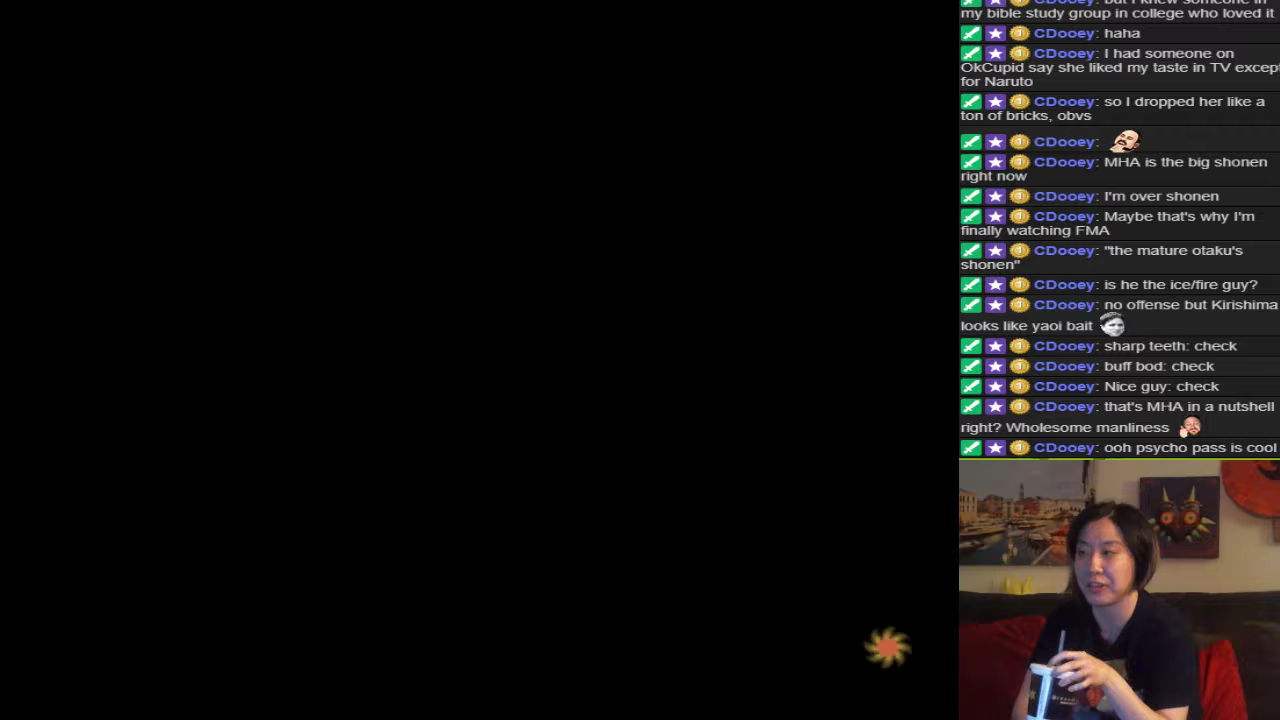 but I knew someone in
my bible study group in college who loved it
CDooey: haha
CDooey: I had someone on
OkCupid say she liked my taste in TV except
for Naruto
CDooey: so I dropped her like a
ton of bricks, obvs
CDooey:
CDooey: MHA is the big shonen
right now
CDooey: I'm over shonen
CDooey: Maybe that's why I'm
finally watching FMA
CDooey: "the mature otaku's
shonen"
CDooey: is he the ice/fire guy?
CDooey: no offense but Kirishima
looks like yaoi bait
CDooey: sharp teeth: check
CDooey: buff bod: check
CDooey: Nice guy: check
CDooey: that's MHA in a nutshell
right? Wholesome manliness
CDooey: ooh psycho pass is cool